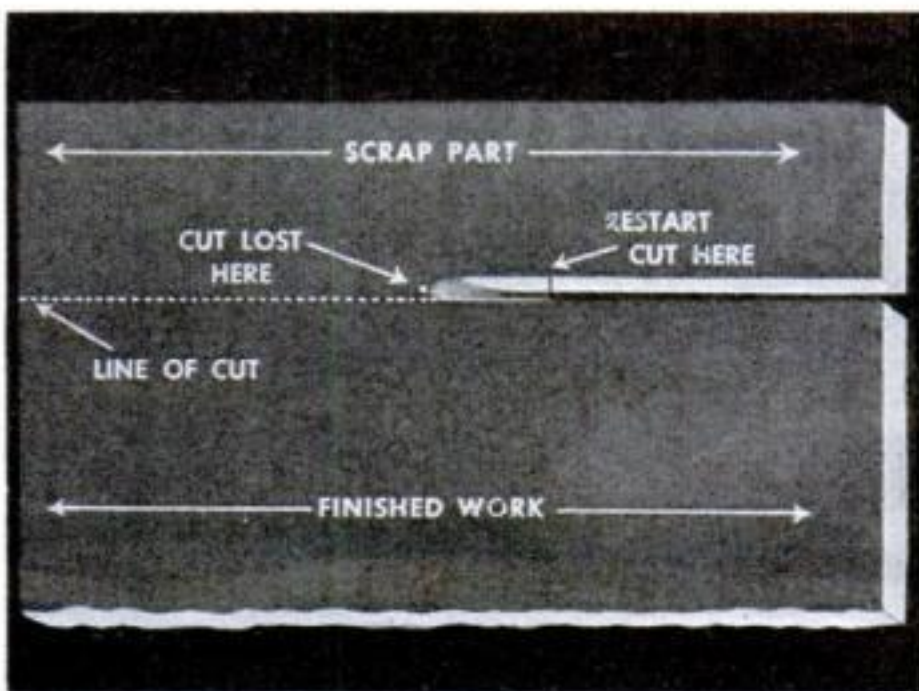 SCRAP PART
CUT LOST
HERE
RESTART
CUT HERE
LINE OF CUT
FINISHED WORK